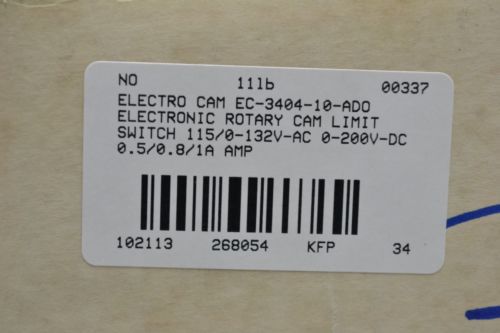 NO 11lb 00337
ELECTRO CAM EC-3404-10-ADO
ELECTRONIC ROTARY CAM LIMIT
SWITCH 115/0-132V-AC 0-200V-DC
0.5/0.8/1A AMP
102113 268054 KFP 34